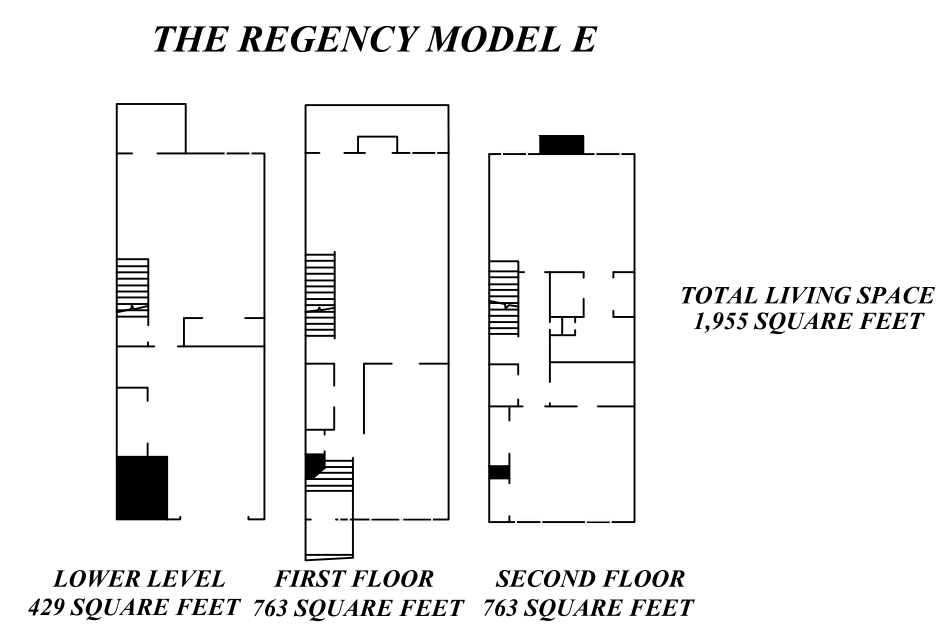 THE REGENCY MODEL E
TOTAL LIVING SPACE
1,955 SQUARE FEET
LOWER LEVEL
429 SQUARE FEET
FIRST FLOOR
763 SQUARE FEET
SECOND FLOOR
763 SQUARE FEET